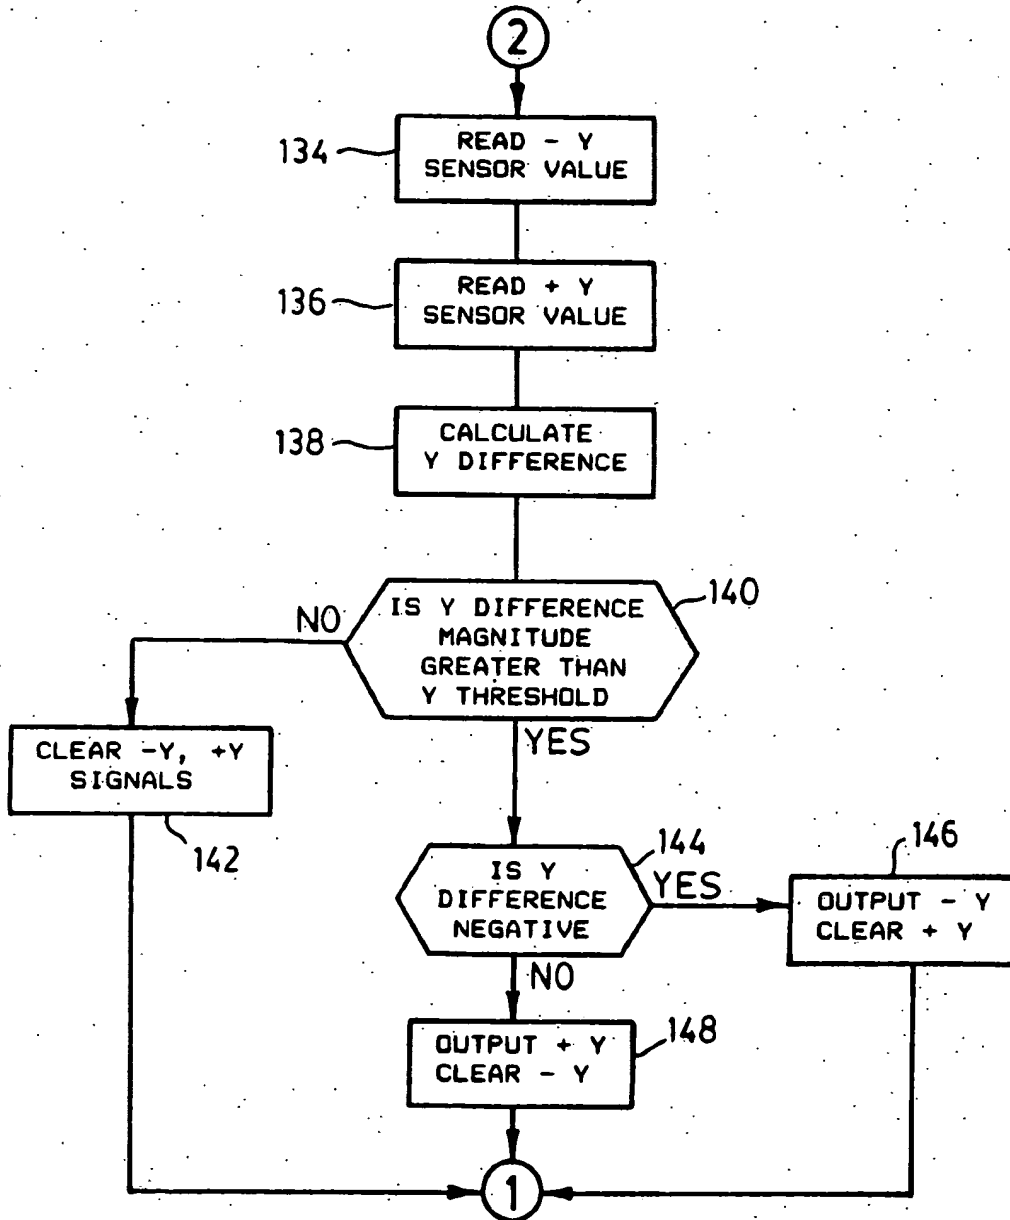 2
134
READ - Y
SENSOR VALUE
136
READ + Y
SENSOR VALUE
138
CALCULATE
Y DIFFERENCE
140
NO
IS Y DIFFERENCE
MAGNITUDE
GREATER THAN
Y THRESHOLD
YES
CLEAR -Y, +Y
SIGNALS
142
144
IS Y
DIFFERENCE
NEGATIVE
YES
146
OUTPUT - Y
CLEAR + Y
NO
148
OUTPUT + Y
CLEAR - Y
1